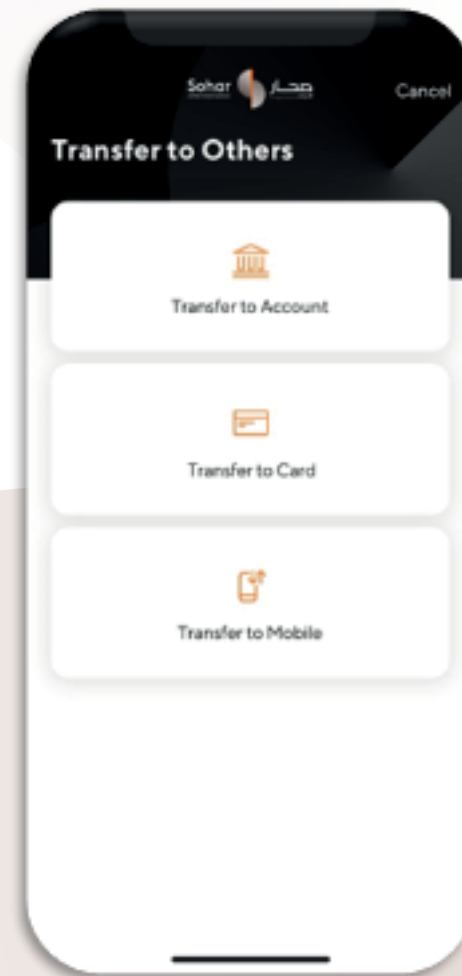 Sohar صحار
Cancel
Transfer to Others
Transfer to Account
Transfer to Card
Transfer to Mobile